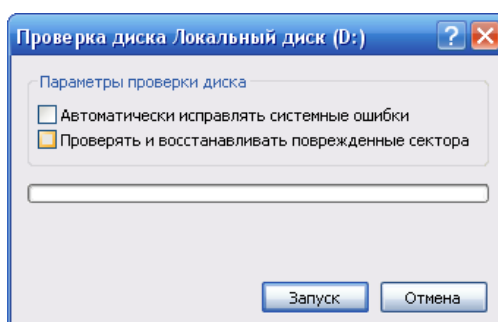 Проверка диска Локальный диск (D:)
Параметры проверки диска
Автоматически исправлять системные ошибки
Проверять и восстанавливать поврежденные сектора
Запуск
Отмена